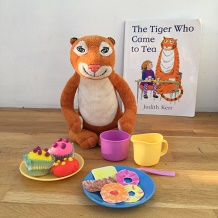 The Tiger Who
Came to Tea
Judith Kerr